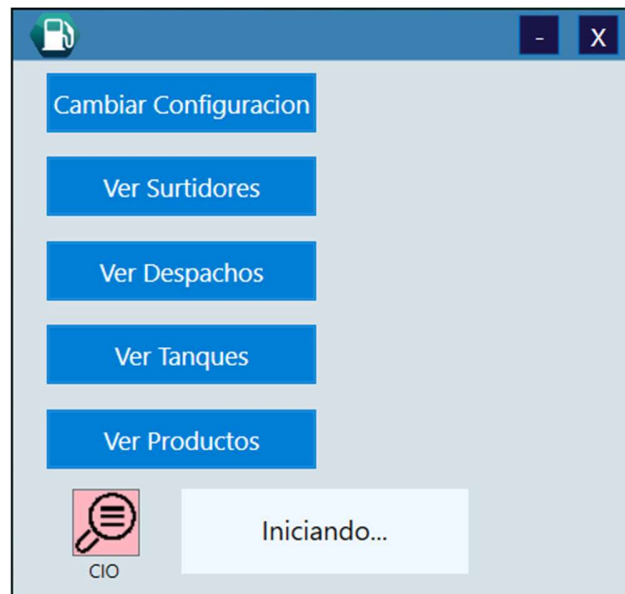 - X
Cambiar Configuracion
Ver Surtidores
Ver Despachos
Ver Tanques
Ver Productos
Iniciando...
CIO